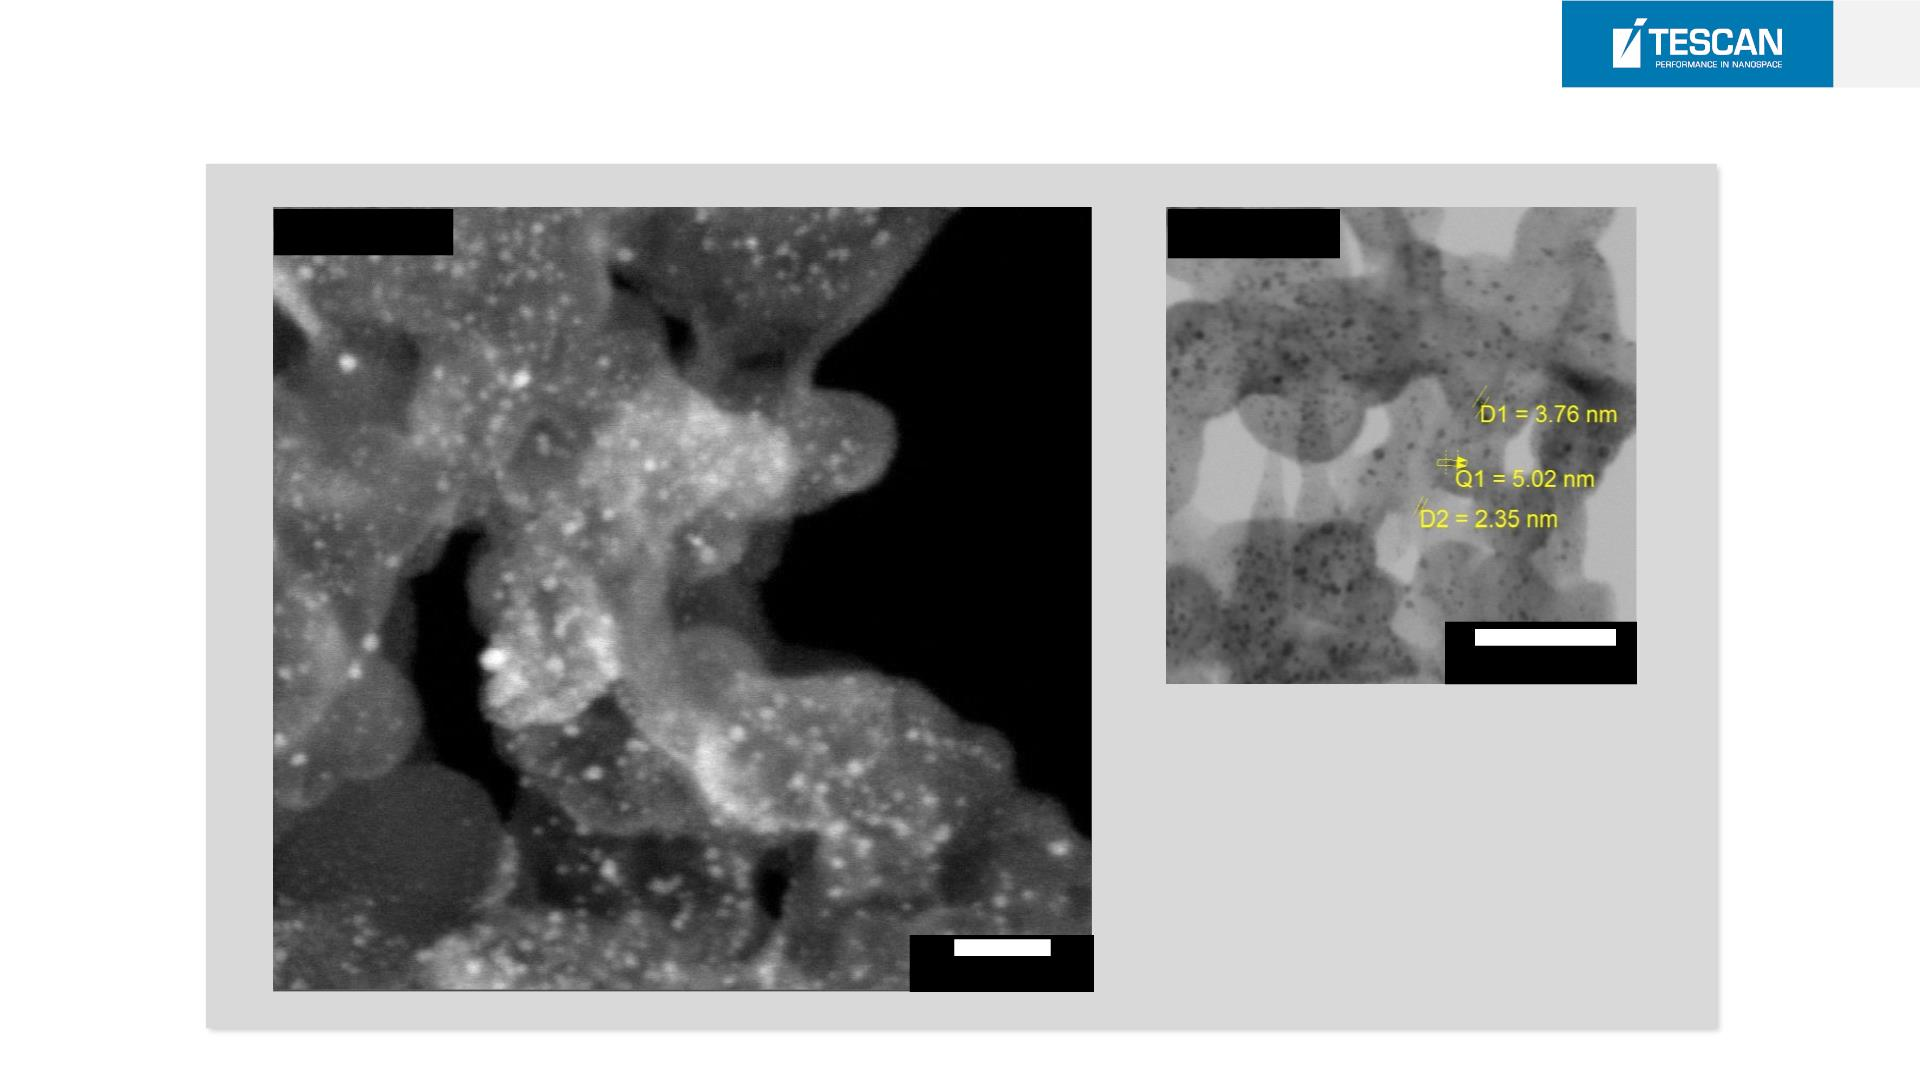 TESCAN
PERFORMANCE IN NANOSPACE
D1 = 3.76 nm
Q1 = 5.02 nm
D2 = 2.35 nm